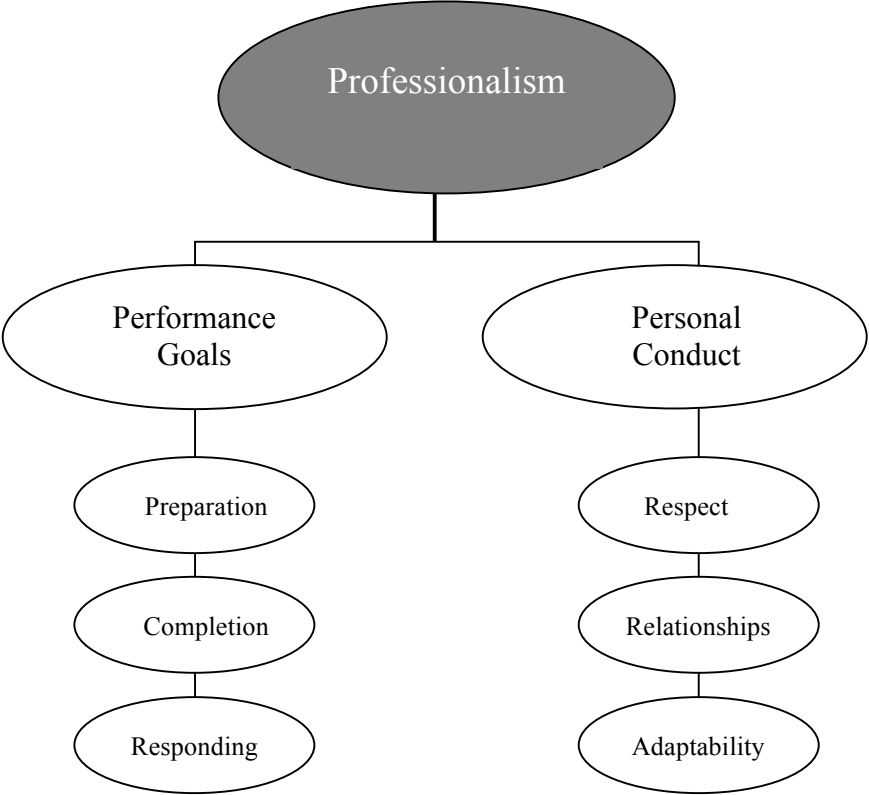 Professionalism
Performance
Goals
Personal
Conduct
Preparation
Respect
Completion
Relationships
Responding
Adaptability